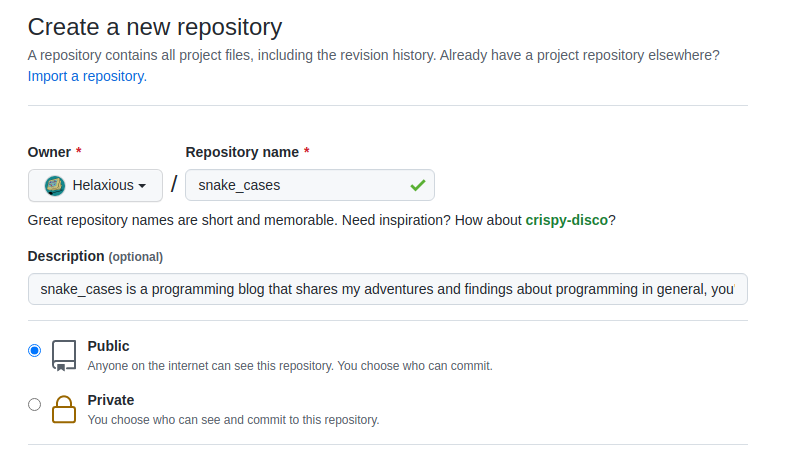 Create a new repository
A repository contains all project files, including the revision history. Already have a project repository elsewhere?
Import a repository.
Owner * Repository name *
Helaxious / snake_cases
Great repository names are short and memorable. Need inspiration? How about crispy-disco?
Description (optional)
snake_cases is a programming blog that shares my adventures and findings about programming in general, you'
Public
Anyone on the internet can see this repository. You choose who can commit.
Private
You choose who can see and commit to this repository.